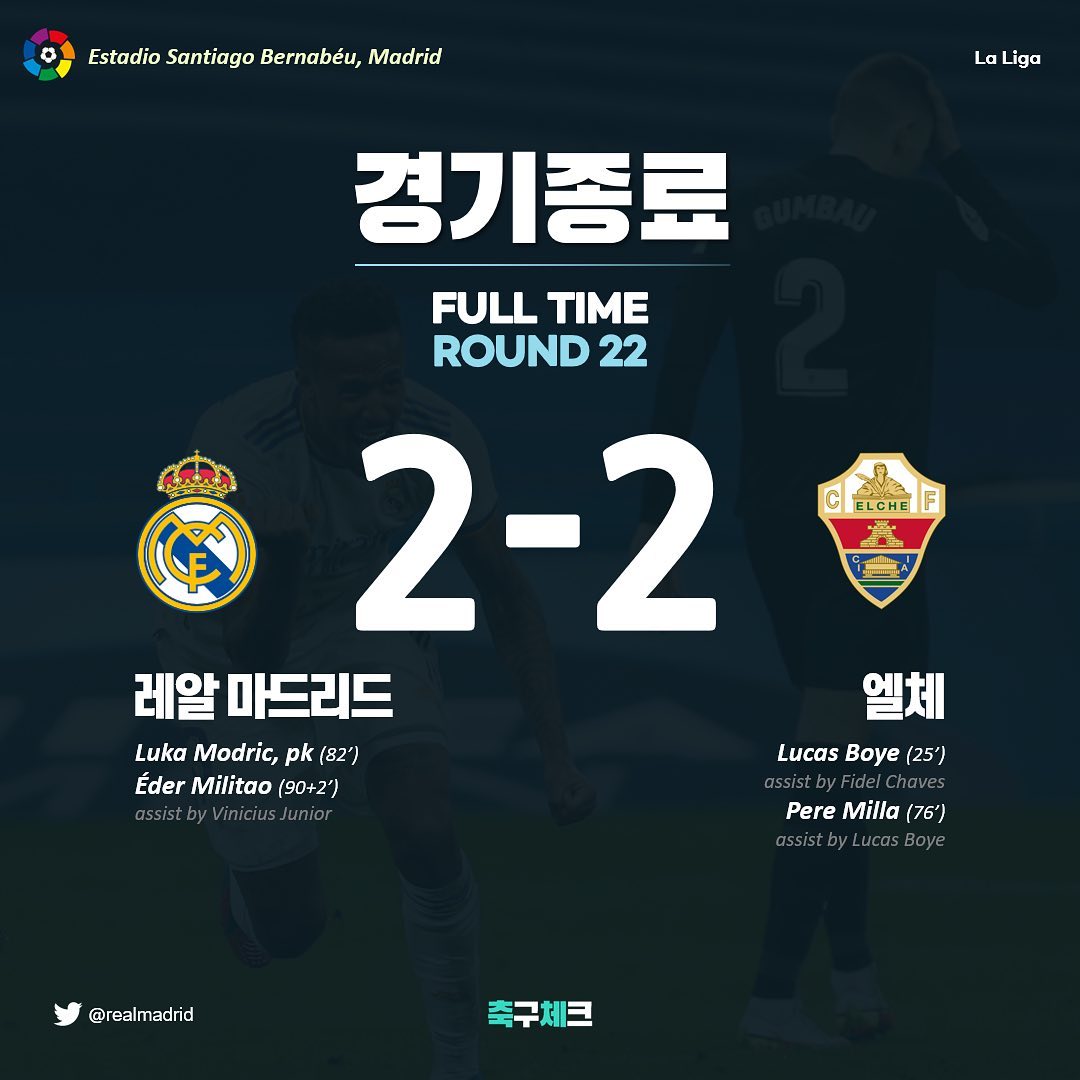 Estadio Santiago Bernabéu, Madrid
La Liga
경기종료
GUMBAU
2
FULL TIME
ROUND 22
2-2
CF
ELCHE
레알 마드리드
엘체
Luka Modric, pk (82’)
Éder Militao (90+2’)
assist by Vinicius Junior
Lucas Boye (25’)
assist by Fidel Chaves
Pere Milla (76’)
assist by Lucas Boye
@realmadrid
축구체크